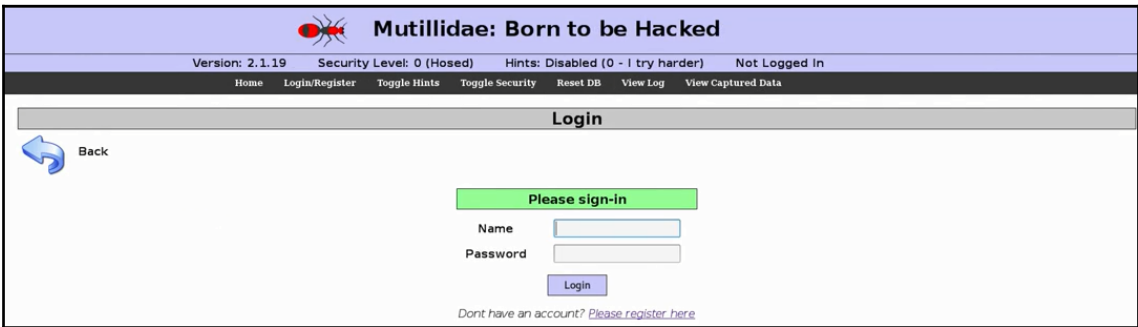 Mutillidae: Born to be Hacked
Version: 2.1.19 Security Level: 0 (Hosed) Hints: Disabled (0 - I try harder) Not Logged In
Home Login/Register Toggle Hints Toggle Security Reset DB View Log View Captured Data
Login
Back
Please sign-in
Name
Password
Login
Dont have an account? Please register here